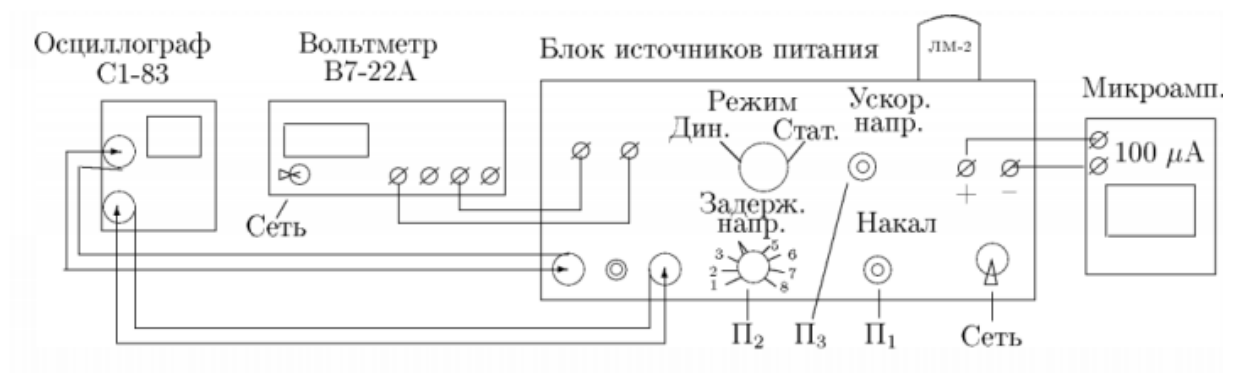 Осциллограф
С1-83
Вольтметр
В7-22А
Блок источников питания
ЛМ-2
Микроамп.
Режим
Дин.
Стат.
Ускор.
напр.
100 μA
+
−
Сеть
Задерж.
напр.
Накал
1
2
3
5
6
7
8
П₂
П₃
П₁
Сеть